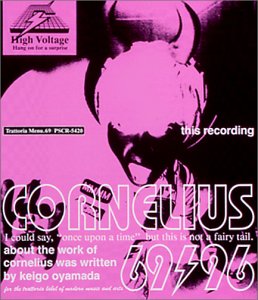 High Voltage
Hang on for a surprise
Trattoria Menu.69 PSCR-5420
this recording
CORNELIUS
I could say, "once upon a time" but this is not a fairy tail.
about the work of
cornelius was written
by keigo oyamada
69/96
for the trattoria label of modern music and arts